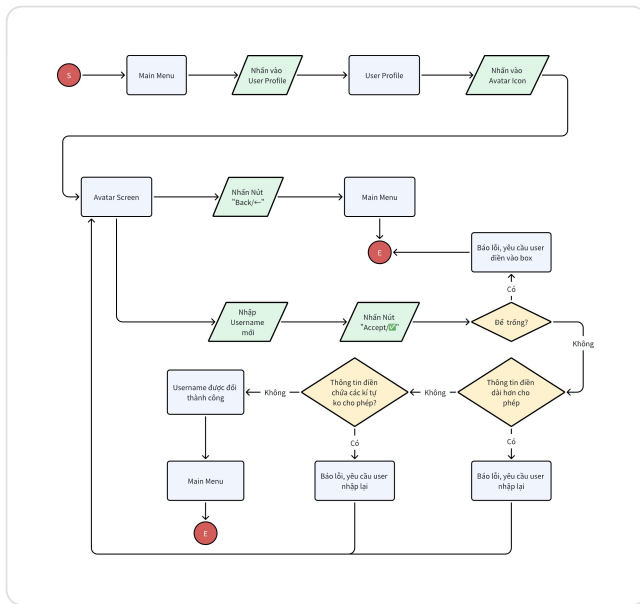 S
Main Menu
Nhấn vào
User Profile
User Profile
Nhấn vào
Avatar Icon
Avatar Screen
Nhấn Nút
"Back/←"
Main Menu
E
Báo lỗi, yêu cầu user
điền vào box
Có
Nhập
Username
mới
Nhấn Nút
"Accept/✅"
Để trống?
Không
Username được đổi
thành công
Không
Thông tin điền
chứa các kí tự
ko cho phép?
Không
Thông tin điền
dài hơn cho
phép
Có
Có
Main Menu
Báo lỗi, yêu cầu user
nhập lại
Báo lỗi, yêu cầu user
nhập lại
E